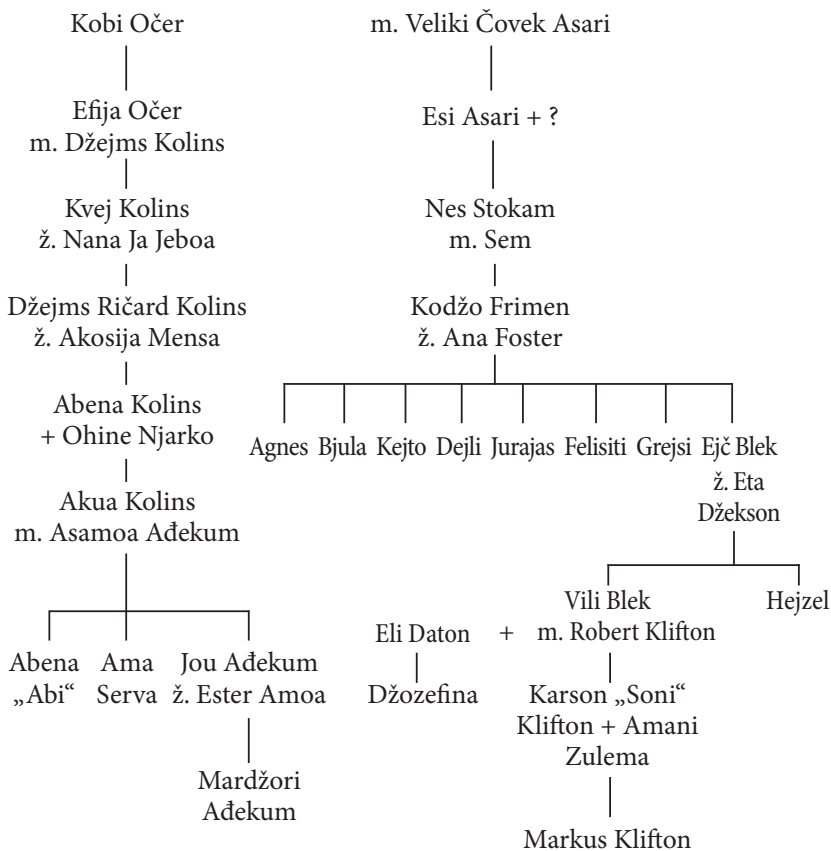 Kobi Očer
m. Veliki Čovek Asari
Efija Očer
m. Džejms Kolins
Esi Asari + ?
Kvej Kolins
ž. Nana Ja Jeboa
Nes Stokam
m. Sem
Džejms Ričard Kolins
ž. Akosija Mensa
Kodžo Frimen
ž. Ana Foster
Abena Kolins
+ Ohine Njarko
Agnes Bjula Kejto Dejli Jurajas Felisiti Grejsi Ejč Blek
ž. Eta
Džekson
Akua Kolins
m. Asamoa Ađekum
Vili Blek
m. Robert Klifton
Hejzel
Eli Daton +
Abena
„Abi“
Ama
Serva
Jou Ađekum
ž. Ester Amoa
Džozefina
Karson „Soni“
Klifton + Amani
Zulema
Mardžori
Ađekum
Markus Klifton